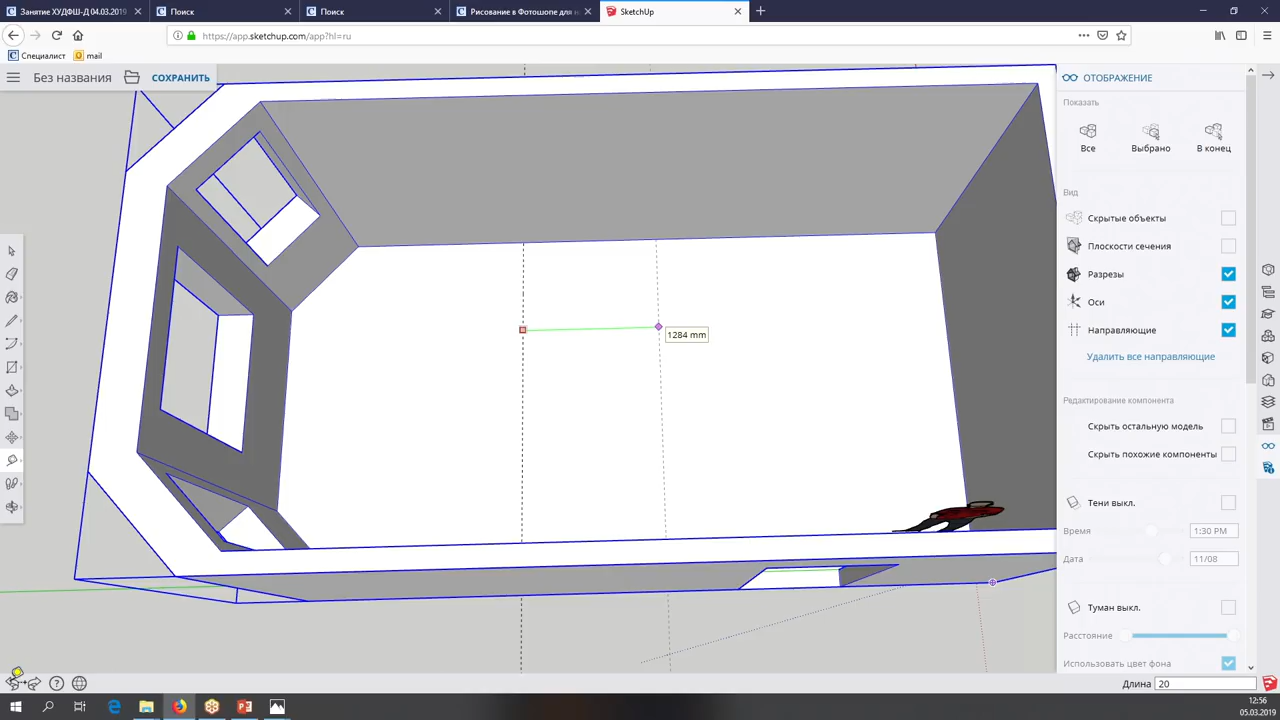 Занятие ХУДФШ-Д 04.03.2019
Поиск
Поиск
Рисование в Фотошопе для н
SketchUp
https://app.sketchup.com/app?hl=ru
Специалист
mail
Без названия
СОХРАНИТЬ
ОТОБРАЖЕНИЕ
Показать
Все
Выбрано
В конец
Вид
Скрытые объекты
Плоскости сечения
Разрезы
Оси
Направляющие
Удалить все направляющие
Редактирование компонента
Скрыть остальную модель
Скрыть похожие компоненты
Тени выкл.
Время
1:30 PM
Дата
11/08
Туман выкл.
Расстояние
Использовать цвет фона
1284 mm
Длина
20
12:56
05.03.2019